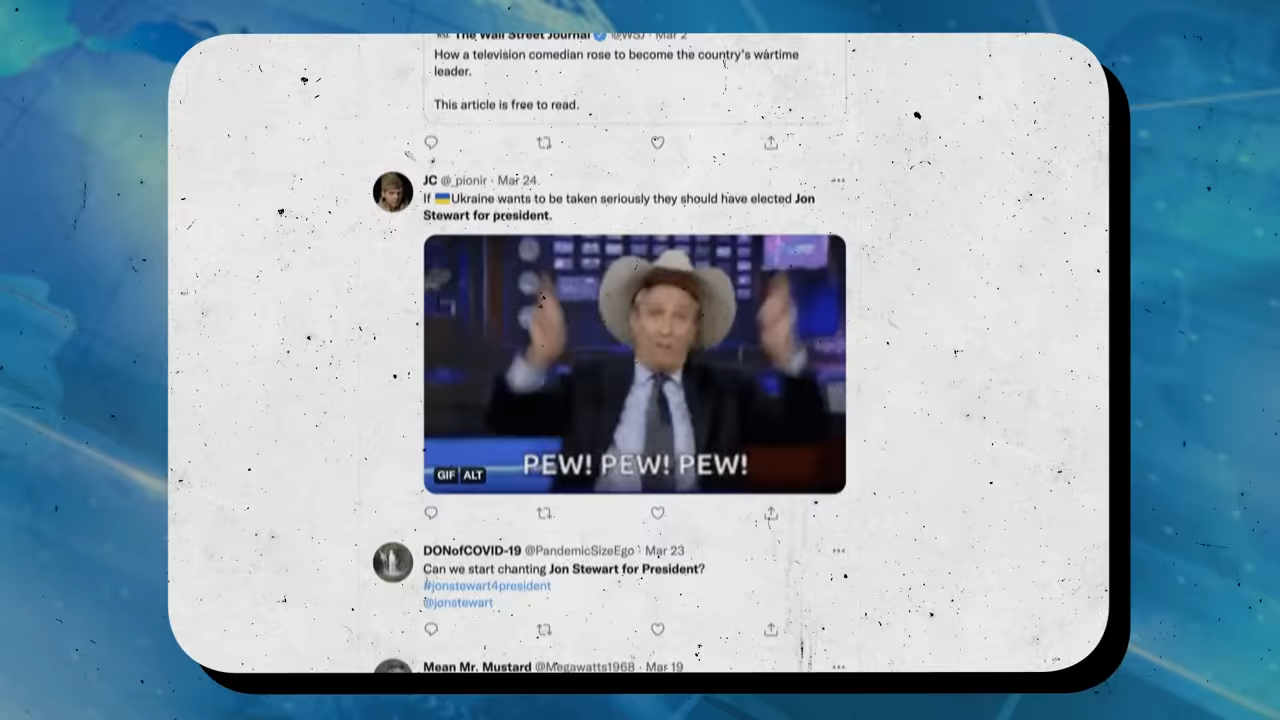 The Wall Street Journal @WSJ · Mar 2
How a television comedian rose to become the country's wartime
leader.
This article is free to read.
JC @_pionir · Mar 24
If 🇺🇦Ukraine wants to be taken seriously they should have elected Jon
Stewart for president.
PEW! PEW! PEW!
GIF ALT
DONofCOVID-19 @PandemicSizeEgo · Mar 23
Can we start chanting Jon Stewart for President?
#jonstewart4president
@jonstewart
Mean Mr. Mustard @Megawatts1968 · Mar 19